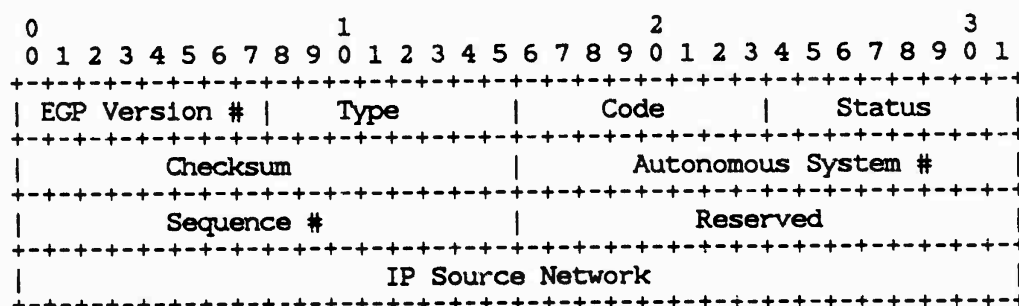 0                   1                   2                   3
 0 1 2 3 4 5 6 7 8 9 0 1 2 3 4 5 6 7 8 9 0 1 2 3 4 5 6 7 8 9 0 1
+-+-+-+-+-+-+-+-+-+-+-+-+-+-+-+-+-+-+-+-+-+-+-+-+-+-+-+-+-+-+-+-+
| EGP Version # |     Type      |     Code      |    Status     |
+-+-+-+-+-+-+-+-+-+-+-+-+-+-+-+-+-+-+-+-+-+-+-+-+-+-+-+-+-+-+-+-+
|         Checksum              |       Autonomous System #     |
+-+-+-+-+-+-+-+-+-+-+-+-+-+-+-+-+-+-+-+-+-+-+-+-+-+-+-+-+-+-+-+-+
|         Sequence #            |           Reserved            |
+-+-+-+-+-+-+-+-+-+-+-+-+-+-+-+-+-+-+-+-+-+-+-+-+-+-+-+-+-+-+-+-+
|                       IP Source Network                       |
+-+-+-+-+-+-+-+-+-+-+-+-+-+-+-+-+-+-+-+-+-+-+-+-+-+-+-+-+-+-+-+-+